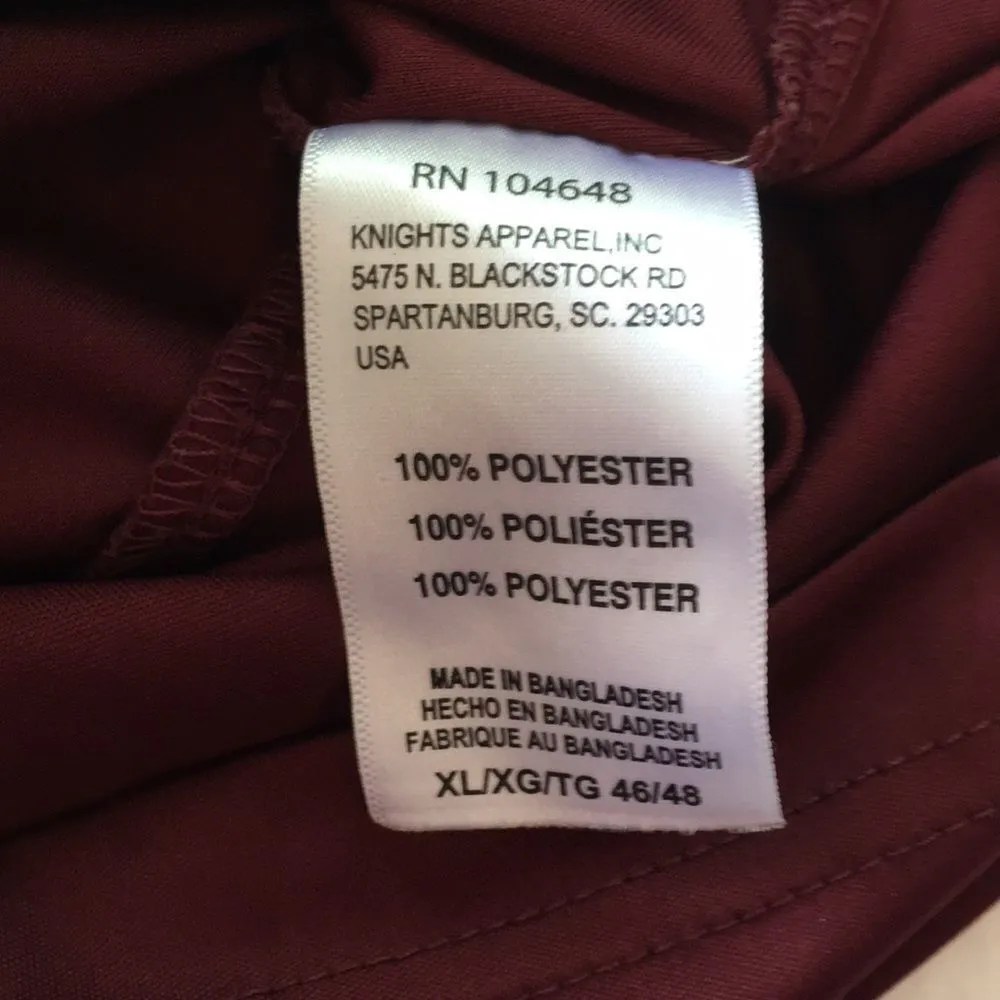 RN 104648
KNIGHTS APPAREL,INC
5475 N. BLACKSTOCK RD
SPARTANBURG, SC. 29303
USA
100% POLYESTER
100% POLIÉSTER
100% POLYESTER
MADE IN BANGLADESH
HECHO EN BANGLADESH
FABRIQUE AU BANGLADESH
XL/XG/TG 46/48